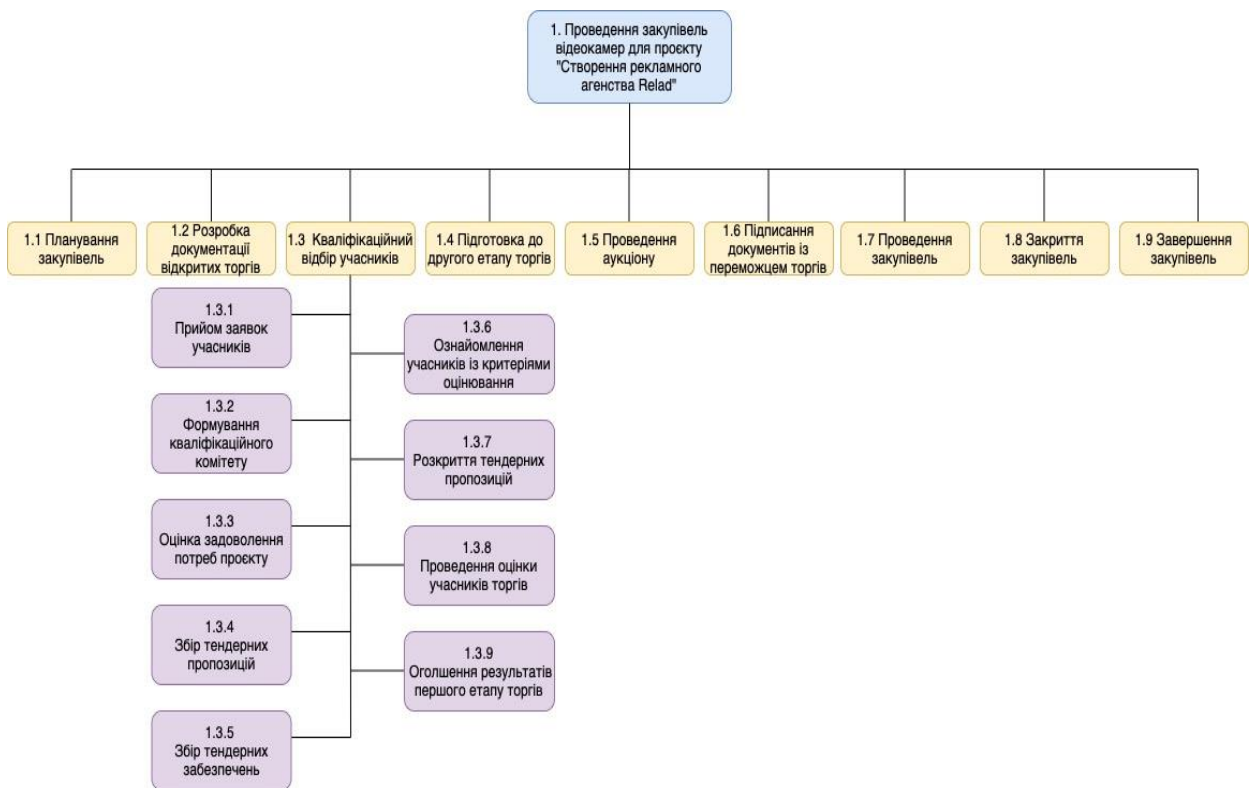 1. Проведення закупівель
відеокамер для проєкту
"Створення рекламного
агенства Relad"
1.1 Планування
закупівель
1.2 Розробка
документації
відкритих торгів
1.3 Кваліфікаційний
відбір учасників
1.4 Підготовка до
другого етапу торгів
1.5 Проведення
аукціону
1.6 Підписання
документів із
переможцем торгів
1.7 Проведення
закупівель
1.8 Закриття
закупівель
1.9 Завершення
закупівель
1.3.1
Прийом заявок
учасників
1.3.2
Формування
кваліфікаційного
комітету
1.3.3
Оцінка задоволення
потреб проєкту
1.3.4
Збір тендерних
пропозицій
1.3.5
Збір тендерних
забезпечень
1.3.6
Ознайомлення
учасників із критеріями
оцінювання
1.3.7
Розкриття тендерних
пропозицій
1.3.8
Проведення оцінки
учасників торгів
1.3.9
Оголшення результатів
першого етапу торгів